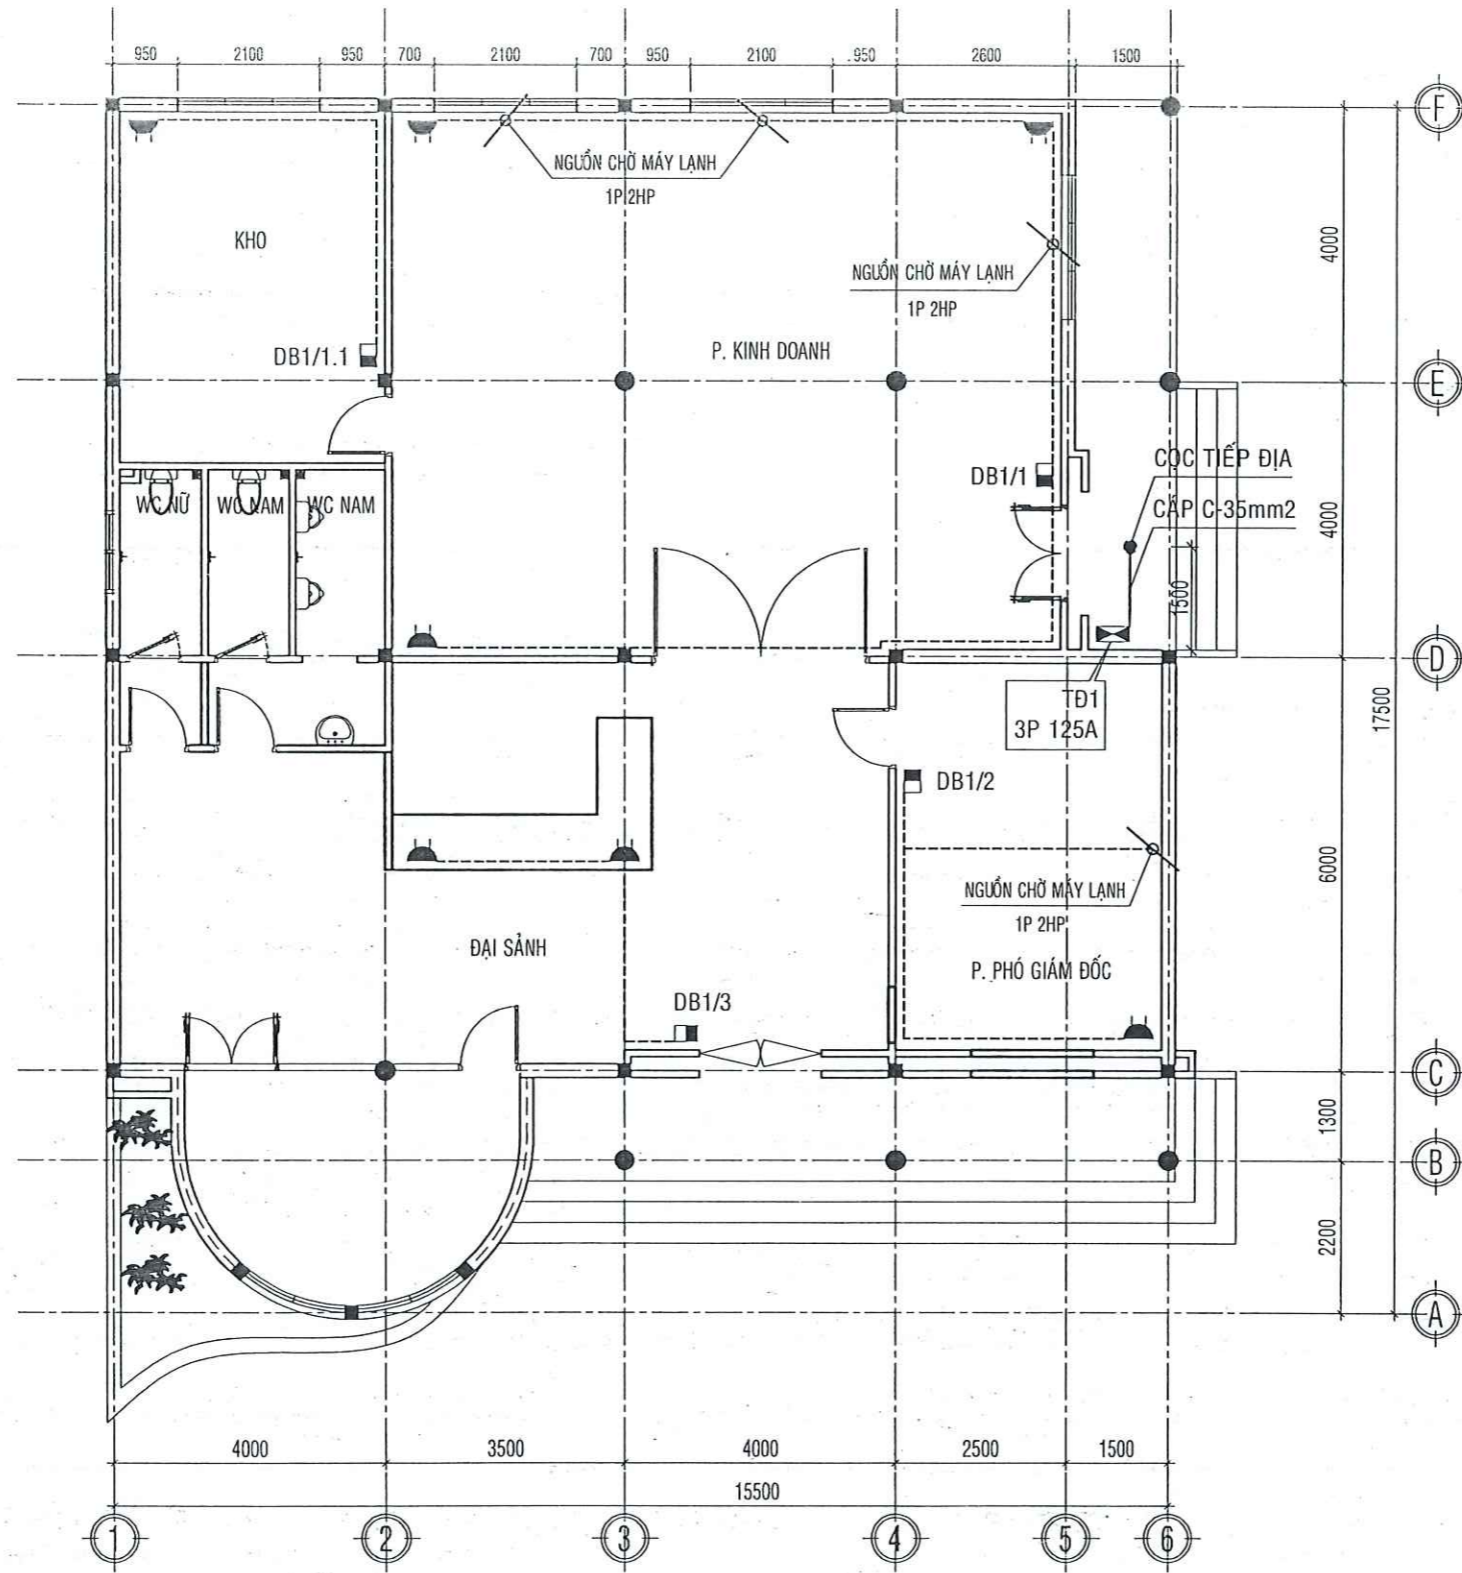 950 2100 950 700 2100 700 950 2100 950 2600 1500
F
NGUỒN CHỜ MÁY LẠNH
1P 2HP
KHO
4000
NGUỒN CHỜ MÁY LẠNH
1P 2HP
DB1/1.1
P. KINH DOANH
E
CỌC TIẾP ĐỊA
DB1/1
WC NỮ WC NAM WC NAM
CÁP C-35mm2
4000
1500
D
TĐ1
3P 125A
17500
DB1/2
6000
NGUỒN CHỜ MÁY LẠNH
1P 2HP
ĐẠI SẢNH
P. PHÓ GIÁM ĐỐC
DB1/3
C
1300
B
2200
A
4000 3500 4000 2500 1500
15500
1 2 3 4 5 6